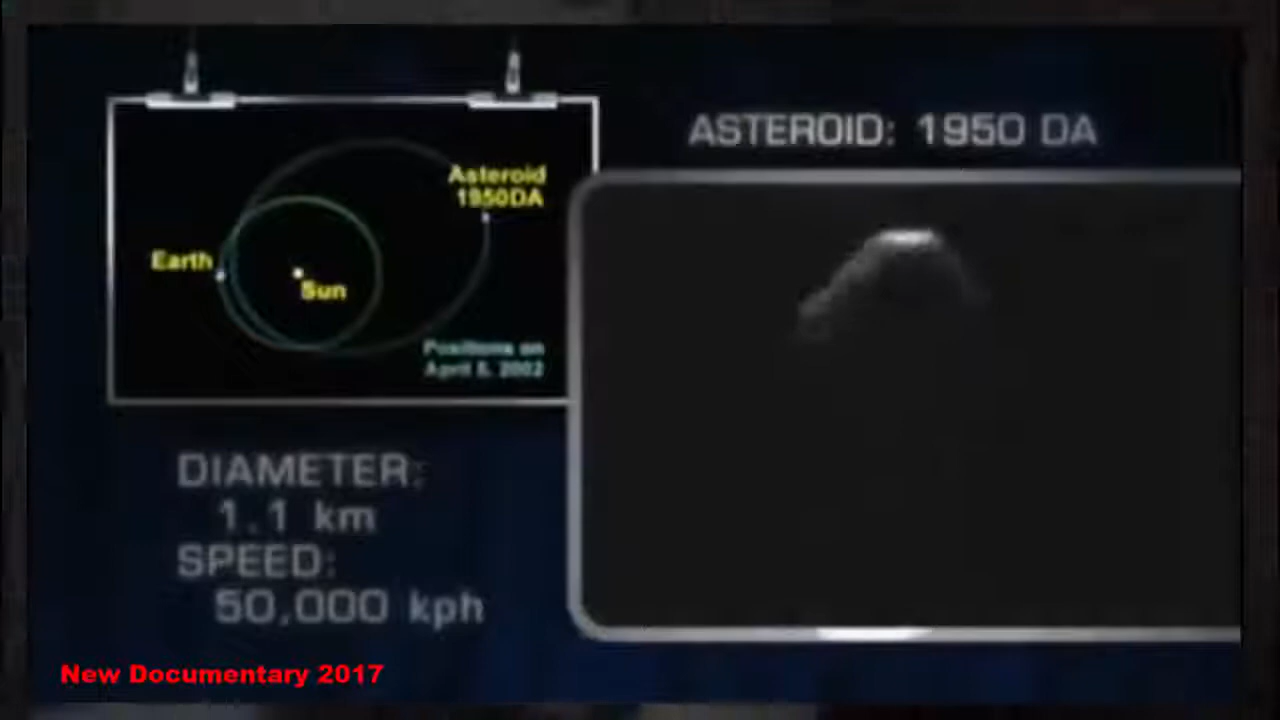 ASTEROID: 1950 DA
Asteroid
1950DA
Earth
Sun
Positions on
April 5, 2002
DIAMETER:
1.1 km
SPEED:
50,000 kph
New Documentary 2017